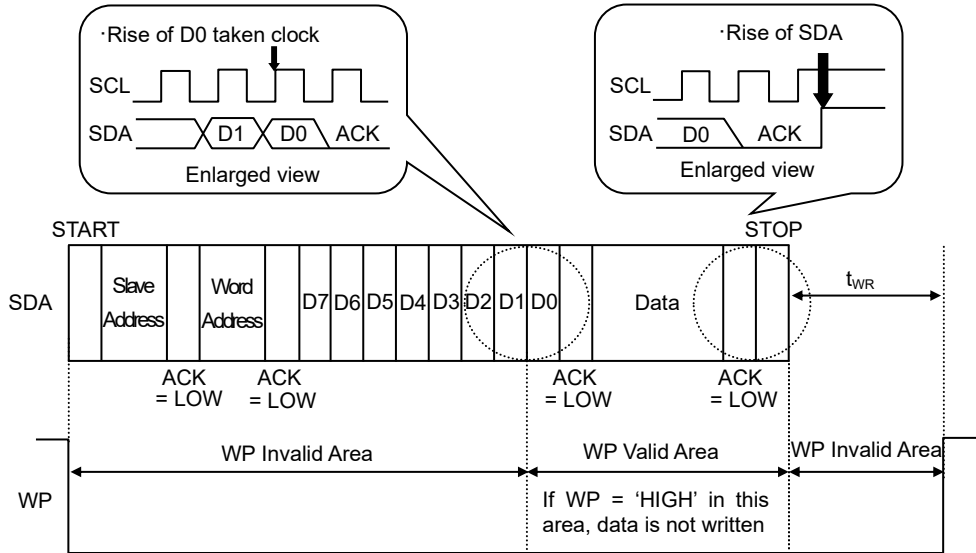 ·Rise of D0 taken clock
SCL
SDA
D1
D0
ACK
Enlarged view
·Rise of SDA
SCL
SDA
D0
ACK
Enlarged view
START
STOP
SDA
Slave
Address
Word
Address
D7
D6
D5
D4
D3
D2
D1
D0
Data
tWR
ACK
= LOW
ACK
= LOW
ACK
= LOW
ACK
= LOW
WP Invalid Area
WP Valid Area
WP Invalid Area
WP
If WP = ‘HIGH’ in this
area, data is not written